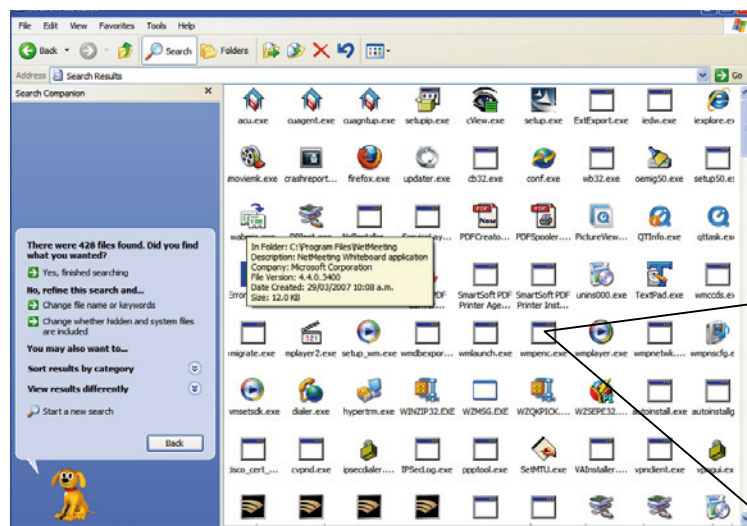 File Edit View Favorites Tools Help
Back Search Folders
Address Search Results Go
Search Companion
There were 428 files found. Did you find
what you wanted?
Yes, finished searching
No, refine this search and...
Change file name or keywords
Change whether hidden and system files
are included
You may also want to...
Sort results by category
View results differently
Start a new search
Back
acu.exe cuagent.exe cuagntup.exe setupip.exe cView.exe setup.exe ExtExport.exe iedw.exe iexplore.ex
moviemk.exe crashreport... firefox.exe updater.exe cb32.exe conf.exe wb32.exe oemig50.exe setup50.ex
PDFCreato... PDFSpooler.... PictureView... QTInfo.exe qttask.ex
In Folder: C:\Program Files\NetMeeting
Description: NetMeeting Whiteboard application
Company: Microsoft Corporation
File Version: 4.4.0.3400
Date Created: 29/03/2007 10:08 a.m.
Size: 12.0 KB
PDF SmartSoft PDF SmartSoft PDF unins000.exe TextPad.exe wmccds.ex
Printer Age... Printer Inst...
migrate.exe mplayer2.exe setup_wm.exe wmdbexpor... wmlaunch.exe wmpenc.exe wmplayer.exe wmpnetwk.... wmpnscfg.e
wmsetsdk.exe dialer.exe hypertrm.exe WINZIP32.EXE WZMSG.EXE WZQKPICK.... WZSEPE32.... autoinstall.exe autoinstallg
cisco_cert_... cvpnd.exe ipsecdialer.... IPSecLog.exe ppptool.exe SetMTU.exe VAInstaller.... vpnclient.exe vpngui.ex